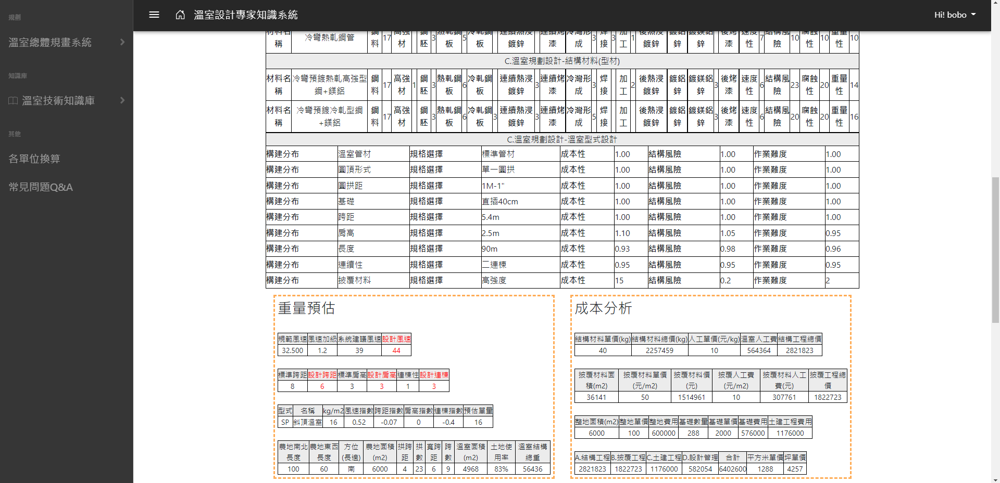 規劃
溫室總體規畫系統
知識庫
溫室技術知識庫
其他
各單位換算
常見問題Q&A
溫室設計專家知識系統
Hi! bobo
材料名稱 冷彎熱軋鋼管 鋼料 17 高強材 鋼胚 3 熱軋鋼板 5 冷軋鋼板 連續熱浸鍍鋅 連續烤漆 冷灣形成 3 焊接 3 加工 1 後熱浸鍍鋅 鍍鋁鋅 鍍鎂鋁鋅 後烤漆 速度性 7 結構風險 10 腐蝕性 10 重量性 10
C.溫室規劃設計-結構材料(型材)
材料名稱 冷彎預鍍熱軋高強型鋼+鎂鋁 鋼料 17 高強材 1 鋼胚 3 熱軋鋼板 6 冷軋鋼板 連續熱浸鍍鋅 3 連續烤漆 冷灣形成 3 焊接 加工 2 後熱浸鍍鋅 鍍鋁鋅 鍍鎂鋁鋅 3 後烤漆 速度性 6 結構風險 23 腐蝕性 20 重量性 14
材料名稱 冷彎預鍍冷軋型鋼+鎂鋁 鋼料 17 高強材 鋼胚 3 熱軋鋼板 6 冷軋鋼板 3 連續熱浸鍍鋅 3 連續烤漆 冷灣形成 5 焊接 加工 後熱浸鍍鋅 鍍鋁鋅 鍍鎂鋁鋅 3 後烤漆 速度性 6 結構風險 20 腐蝕性 20 重量性 16
C.溫室規劃設計-溫室型式設計
構建分布 溫室管材 規格選擇 標準管材 成本性 1.00 結構風險 1.00 作業難度 1.00
構建分布 圓頂形式 規格選擇 單一圓拱 成本性 1.00 結構風險 1.00 作業難度 1.00
構建分布 圓拱距 規格選擇 1M-1" 成本性 1.00 結構風險 1.00 作業難度 1.00
構建分布 基礎 規格選擇 直插40cm 成本性 1.00 結構風險 1.00 作業難度 1.00
構建分布 跨距 規格選擇 5.4m 成本性 1.00 結構風險 1.00 作業難度 1.00
構建分布 肩高 規格選擇 2.5m 成本性 1.10 結構風險 1.05 作業難度 0.95
構建分布 長度 規格選擇 90m 成本性 0.93 結構風險 0.98 作業難度 0.96
構建分布 連續性 規格選擇 三連棟 成本性 0.95 結構風險 0.95 作業難度 0.95
構建分布 披覆材料 規格選擇 高強度 成本性 15 結構風險 0.2 作業難度 2
重量預估
規範風速 風速加級 系統建議風速 設計風速
32.500 1.2 39 44
標準跨距 設計跨距 標準肩高 設計肩高 連棟性 設計連棟
8 6 3 3 1 3
型式 名稱 kg/m2 風速指數 跨距指數 肩高指數 連棟指數 預估單量
SP 斜頂溫室 16 0.52 -0.07 0 -0.4 16
農地南北長度 農地東西長度 方位(長邊) 農地面積(m2) 拱跨距 拱數 寬跨距 跨數 溫室面積(m2) 土地使用率 溫室結構總重
100 60 南 6000 4 23 6 9 4968 83% 56436
成本分析
結構材料單價(kg) 結構材料總價(kg) 人工單價(元/kg) 溫室人工費 結構工程總價
40 2257459 10 564364 2821823
披覆材料面積(m2) 披覆材料單價(元/m2) 披覆材料價(元) 披覆人工費(元/m2) 披覆材料人工費(元) 披覆工程總價
36141 50 1514961 10 307761 1822723
整地面積(m2) 整地單價 整地費用 基礎數量 基礎單價 基礎費用 土建工程費用
6000 100 600000 288 2000 576000 1176000
A.結構工程 B.披覆工程 C.土建工程 D.設計管理 合計 平方米單價 坪單價
2821823 1822723 1176000 582054 6402600 1288 4257